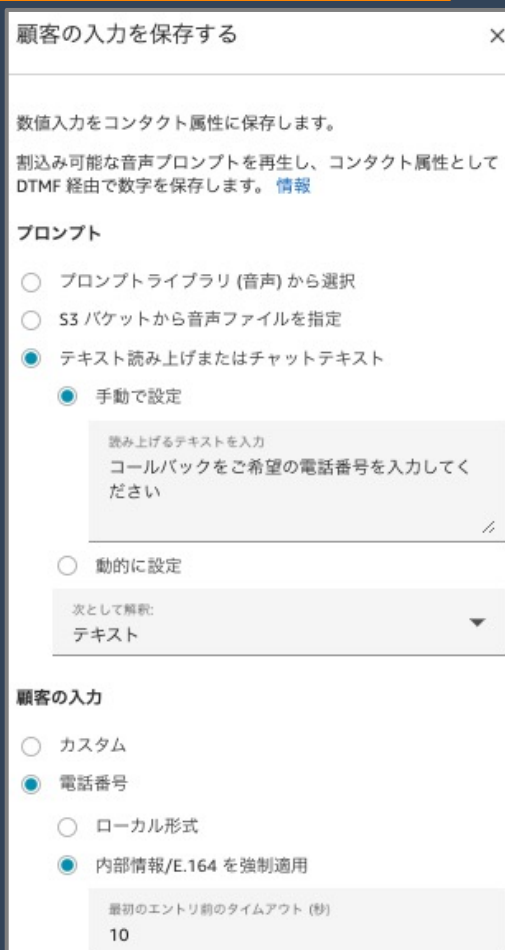 顧客の入力を保存する
数値入力をコンタクト属性に保存します。
割込み可能な音声プロンプトを再生し、コンタクト属性として
DTMF 経由で数字を保存します。 情報
プロンプト
プロンプトライブラリ (音声) から選択
S3 バケットから音声ファイルを指定
テキスト読み上げまたはチャットテキスト
手動で設定
読み上げるテキストを入力
コールバックをご希望の電話番号を入力してく
ださい
動的に設定
次として解釈:
テキスト
顧客の入力
カスタム
電話番号
ローカル形式
内部情報/E.164 を強制適用
最初のエントリ前のタイムアウト (秒)
10